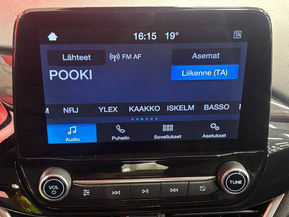 16:15 19°
Lähteet FM AF Asemat
POOKI Liikenne (TA)
M NRJ YLEX KAAKKO ISKELM BASSO
Audio Puhelin Sovellukset Asetukset
VOL TUNE